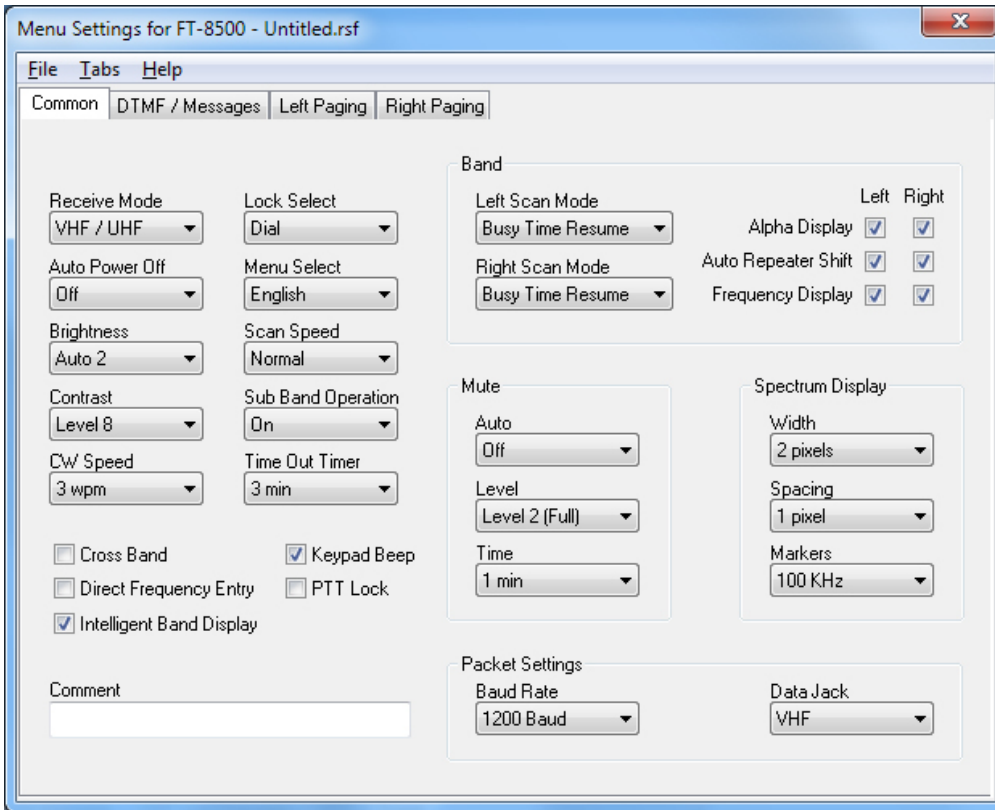 Menu Settings for FT-8500 - Untitled.rsf
File Tabs Help
Common DTMF / Messages Left Paging Right Paging
Receive Mode
VHF / UHF
Auto Power Off
Off
Brightness
Auto 2
Contrast
Level 8
CW Speed
3 wpm
Lock Select
Dial
Menu Select
English
Scan Speed
Normal
Sub Band Operation
On
Time Out Timer
3 min
Cross Band
Direct Frequency Entry
Intelligent Band Display
Keypad Beep
PTT Lock
Comment
Band
Left Scan Mode
Busy Time Resume
Right Scan Mode
Busy Time Resume
Left Right
Alpha Display
Auto Repeater Shift
Frequency Display
Mute
Auto
Off
Level
Level 2 (Full)
Time
1 min
Spectrum Display
Width
2 pixels
Spacing
1 pixel
Markers
100 KHz
Packet Settings
Baud Rate
1200 Baud
Data Jack
VHF